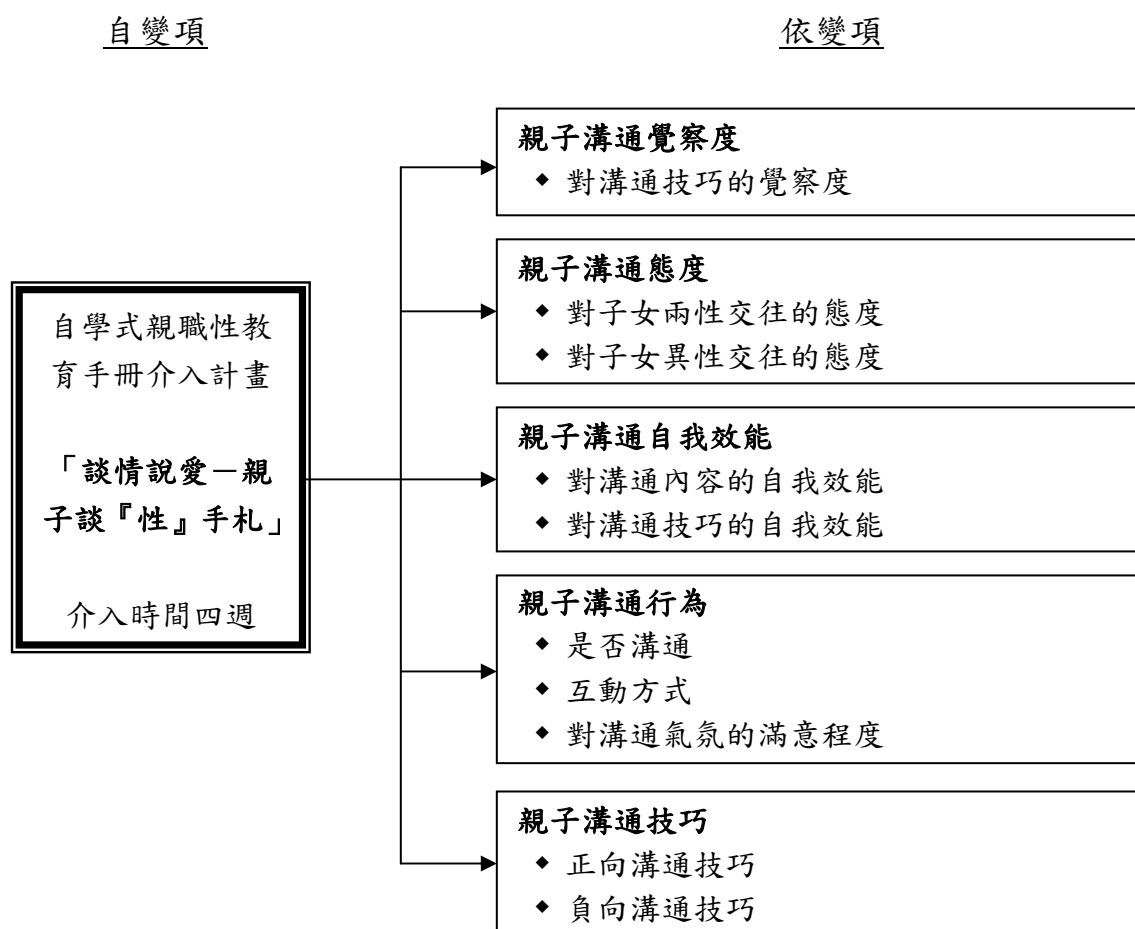 自變項
依變項
自學式親職性教
育手冊介入計畫
「談情說愛－親
子談『性』手札」
介入時間四週
親子溝通覺察度
◆ 對溝通技巧的覺察度
親子溝通態度
◆ 對子女兩性交往的態度
◆ 對子女異性交往的態度
親子溝通自我效能
◆ 對溝通內容的自我效能
◆ 對溝通技巧的自我效能
親子溝通行為
◆ 是否溝通
◆ 互動方式
◆ 對溝通氣氛的滿意程度
親子溝通技巧
◆ 正向溝通技巧
◆ 負向溝通技巧